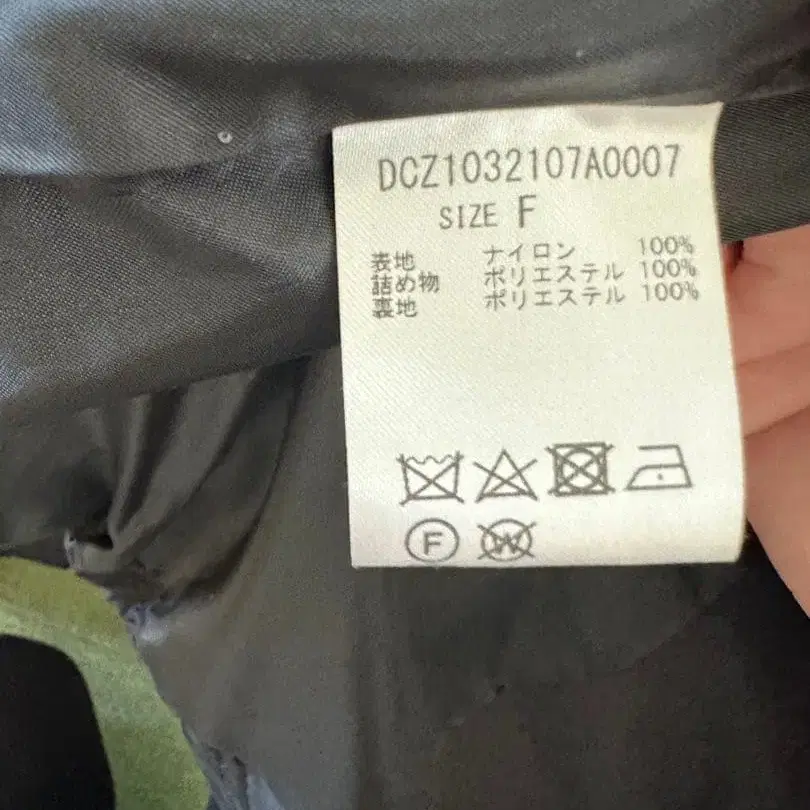 DCZ1032107A0007
SIZE F
表地 ナイロン 100%
詰め物 ポリエステル 100%
裏地 ポリエステル 100%
F W